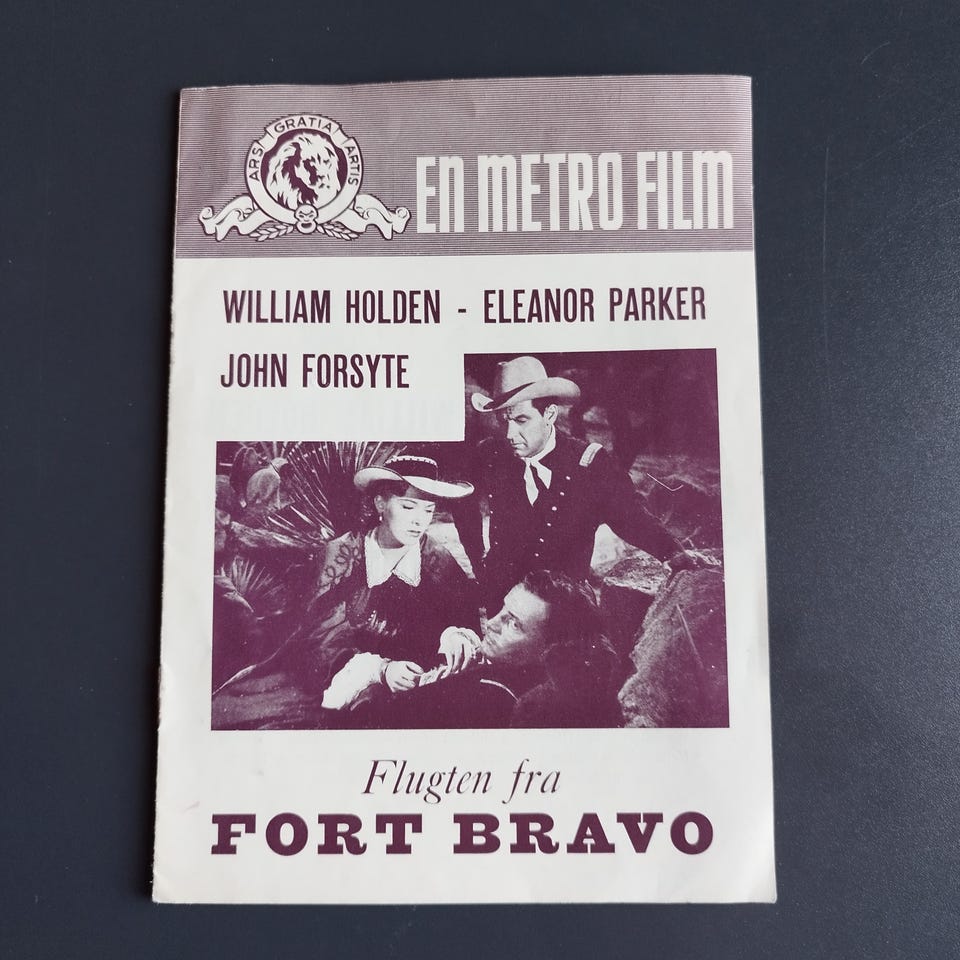 ARS GRATIA ARTIS
EN METRO FILM
WILLIAM HOLDEN - ELEANOR PARKER
JOHN FORSYTE
Flugten fra
FORT BRAVO